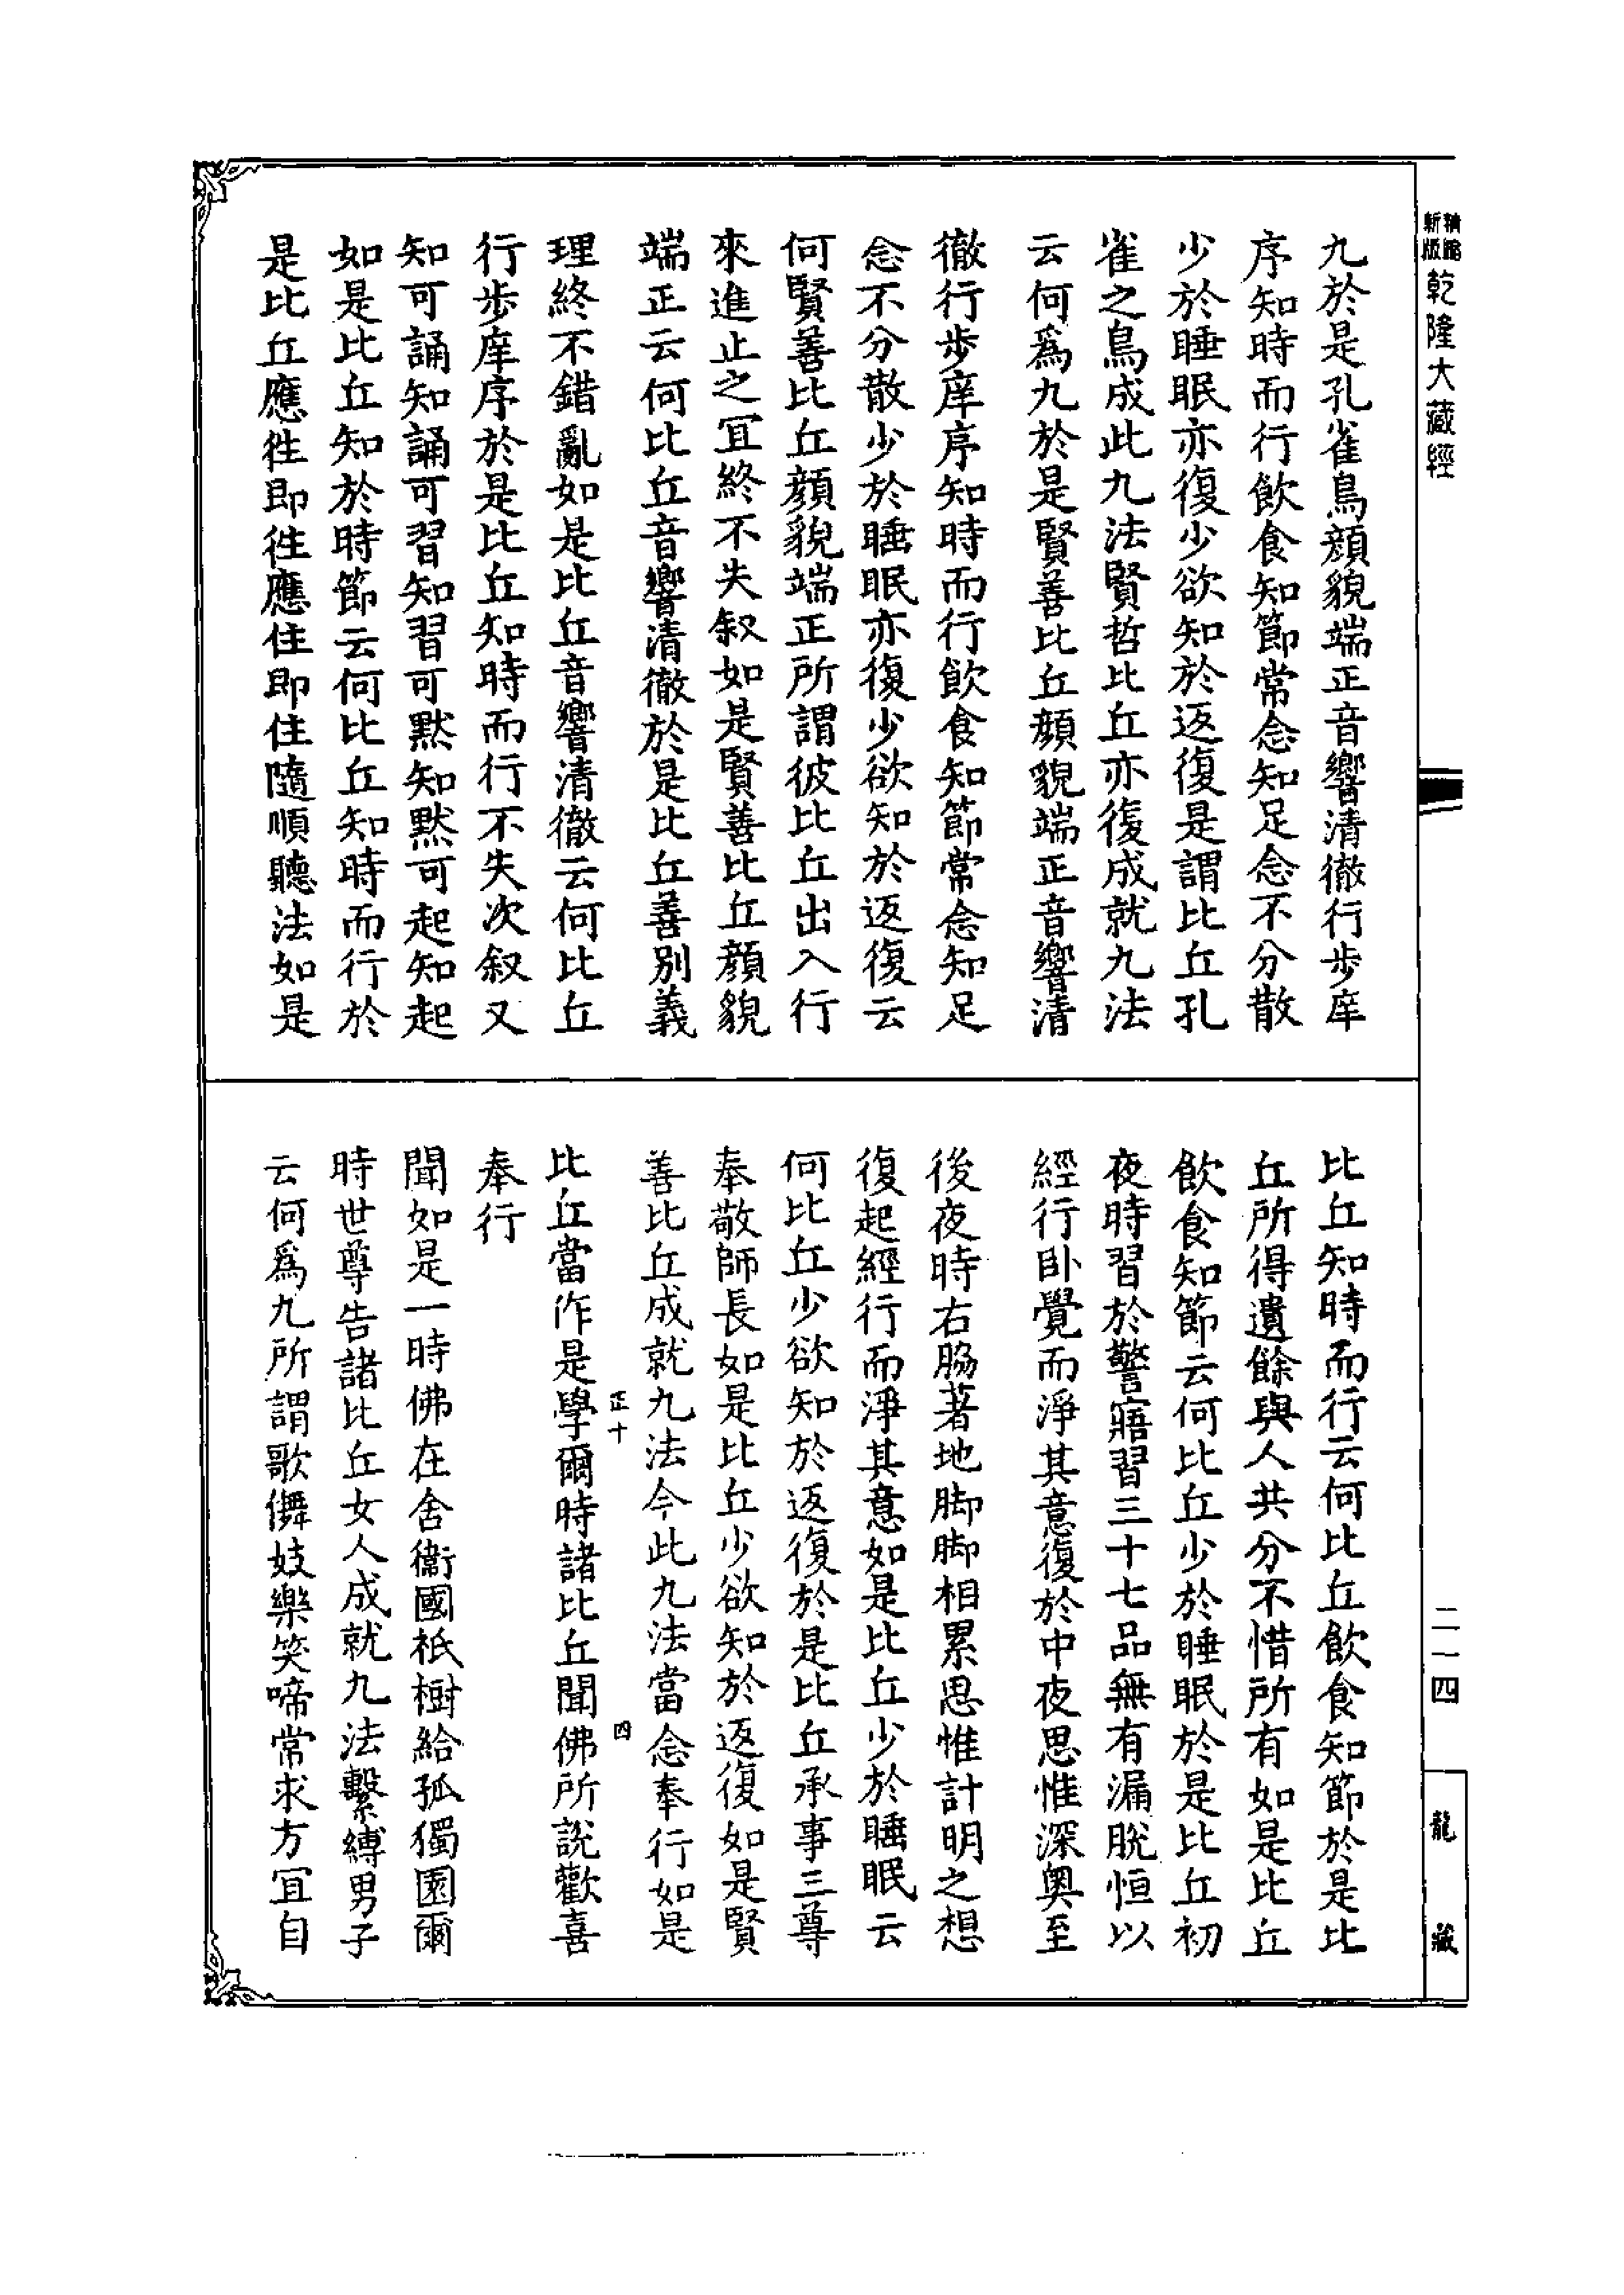 精縮
新版
乾隆大藏經
九於是孔雀鳥顏貌端正音響清徹行步庠
序知時而行飲食知節常念知足念不分散
少於睡眠亦復少欲知於返復是謂比丘孔
雀之鳥成此九法賢哲比丘亦復成就九法
云何爲九於是賢善比丘顏貌端正音響清
徹行步庠序知時而行飲食知節常念知足
念不分散少於睡眠亦復少欲知於返復云
何賢善比丘顏貌端正所謂彼比丘出入行
來進止之宜終不失叙如是賢善比丘顏貌
端正云何比丘音響清徹於是比丘善別義
理終不錯亂如是比丘音響清徹云何比丘
行步庠序於是比丘知時而行不失次叙又
知可誦知誦可習知習可默知默可起知起
如是比丘知於時節云何比丘知時而行於
是比丘應徃即徃應住即住隨順聽法如是
比丘知時而行云何比丘飲食知節於是比
丘所得遺餘與人共分不惜所有如是比丘
飲食知節云何比丘少於睡眠於是比丘初
夜時習於警寤習三十七品無有漏脫恒以
經行卧覺而淨其意復於中夜思惟深奧至
後夜時右脇著地脚脚相累思惟計明之想
復起經行而淨其意如是比丘少於睡眠云
何比丘少欲知於返復於是比丘承事三尊
奉敬師長如是比丘少欲知於返復如是賢
善比丘成就九法今此九法當念奉行如是
正十 四
比丘當作是學爾時諸比丘聞佛所說歡喜
奉行
聞如是一時佛在舍衞國祇樹給孤獨園爾
時世尊告諸比丘女人成就九法繫縛男子
云何爲九所謂歌儛妓樂笑啼常求方宜自
二一四
龍藏